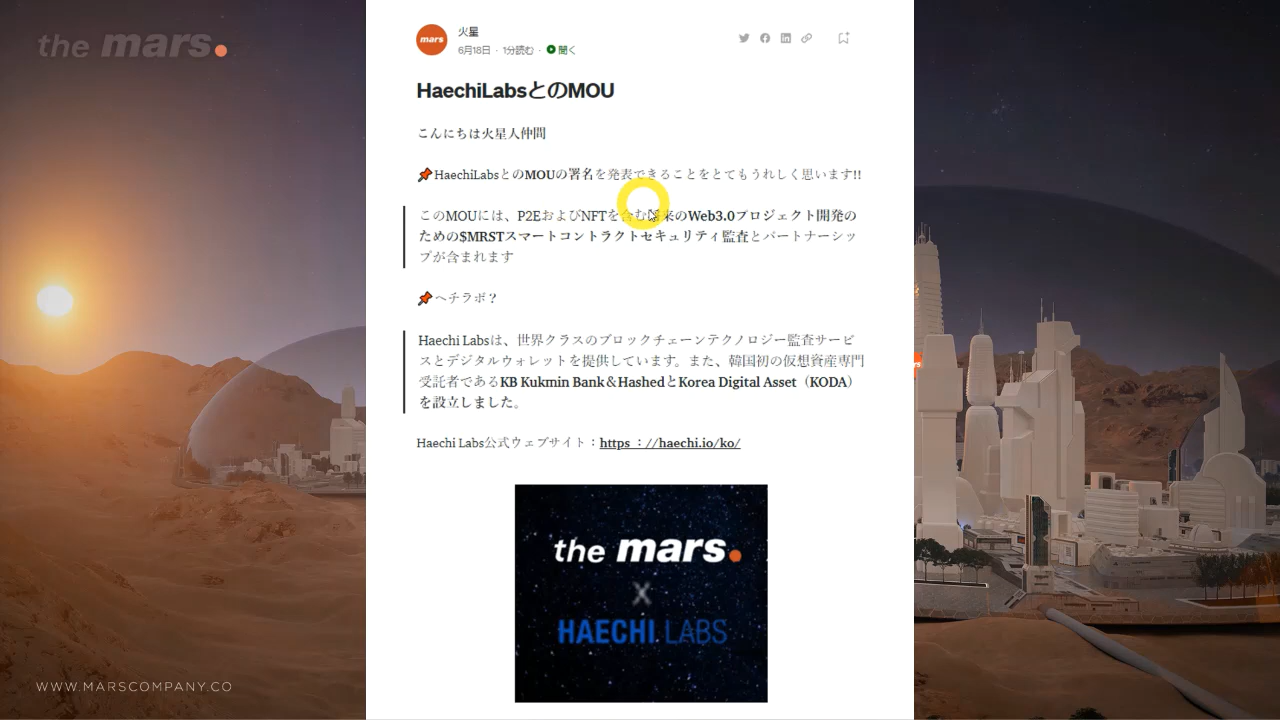 the mars.
mars
火星
6月18日 · 1分読む · 聞く
HaechiLabsとのMOU
こんにちは火星人仲間
HaechiLabsとのMOUの署名を発表できることをとてもうれしく思います!!
このMOUには、P2EおよびNFTを含む将来のWeb3.0プロジェクト開発の
ための$MRSTスマートコントラクトセキュリティ監査とパートナーシッ
プが含まれます
ヘチラボ？
Haechi Labsは、世界クラスのブロックチェーンテクノロジー監査サービ
スとデジタルウォレットを提供しています。また、韓国初の仮想資産専門
受託者であるKB Kukmin Bank＆HashedとKorea Digital Asset（KODA）
を設立しました。
Haechi Labs公式ウェブサイト：https ：//haechi.io/ko/
the mars.
X
HAECHI LABS
WWW.MARSCOMPANY.CO